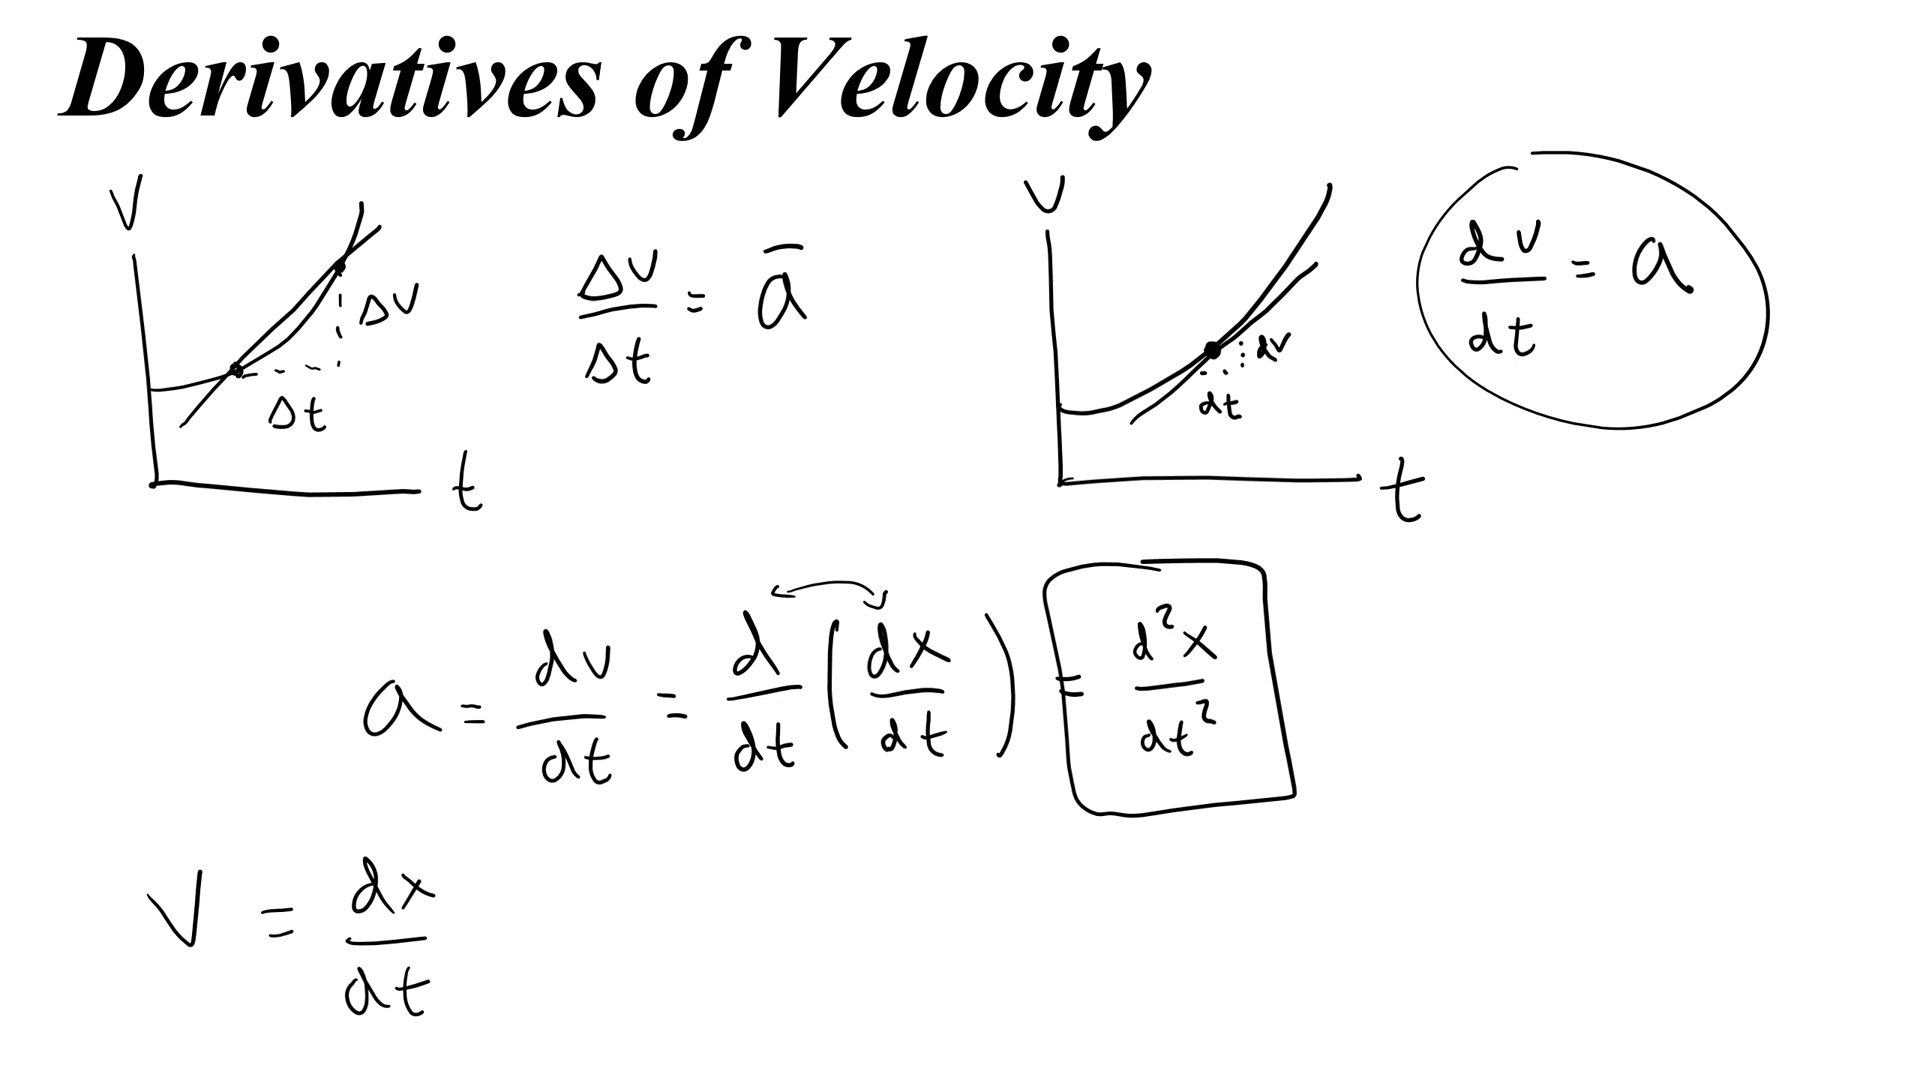 Derivatives of Velocity
V
Δv
Δt
t
Δv/Δt = a̅
V
dv
dt
t
dv/dt = a
a = dv/dt = d/dt (dx/dt) = d²x/dt²
V = dx/dt